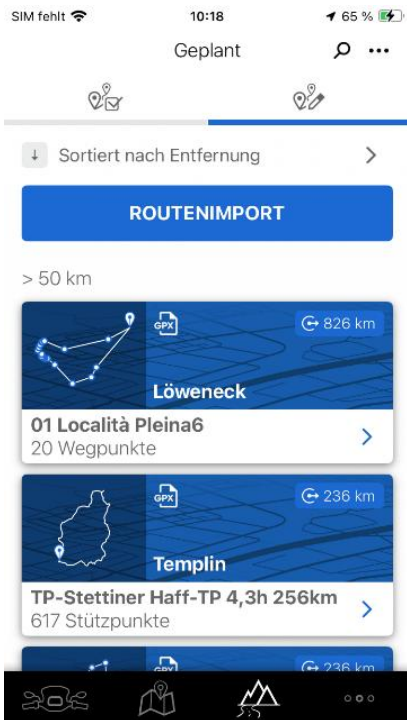 SIM fehlt 10:18 65 %
Geplant
Sortiert nach Entfernung
ROUTENIMPORT
> 50 km
GPX 826 km
Löweneck
01 Località Pleina6
20 Wegpunkte
GPX 236 km
Templin
TP-Stettiner Haff-TP 4,3h 256km
617 Stützpunkte
GPX 236 km